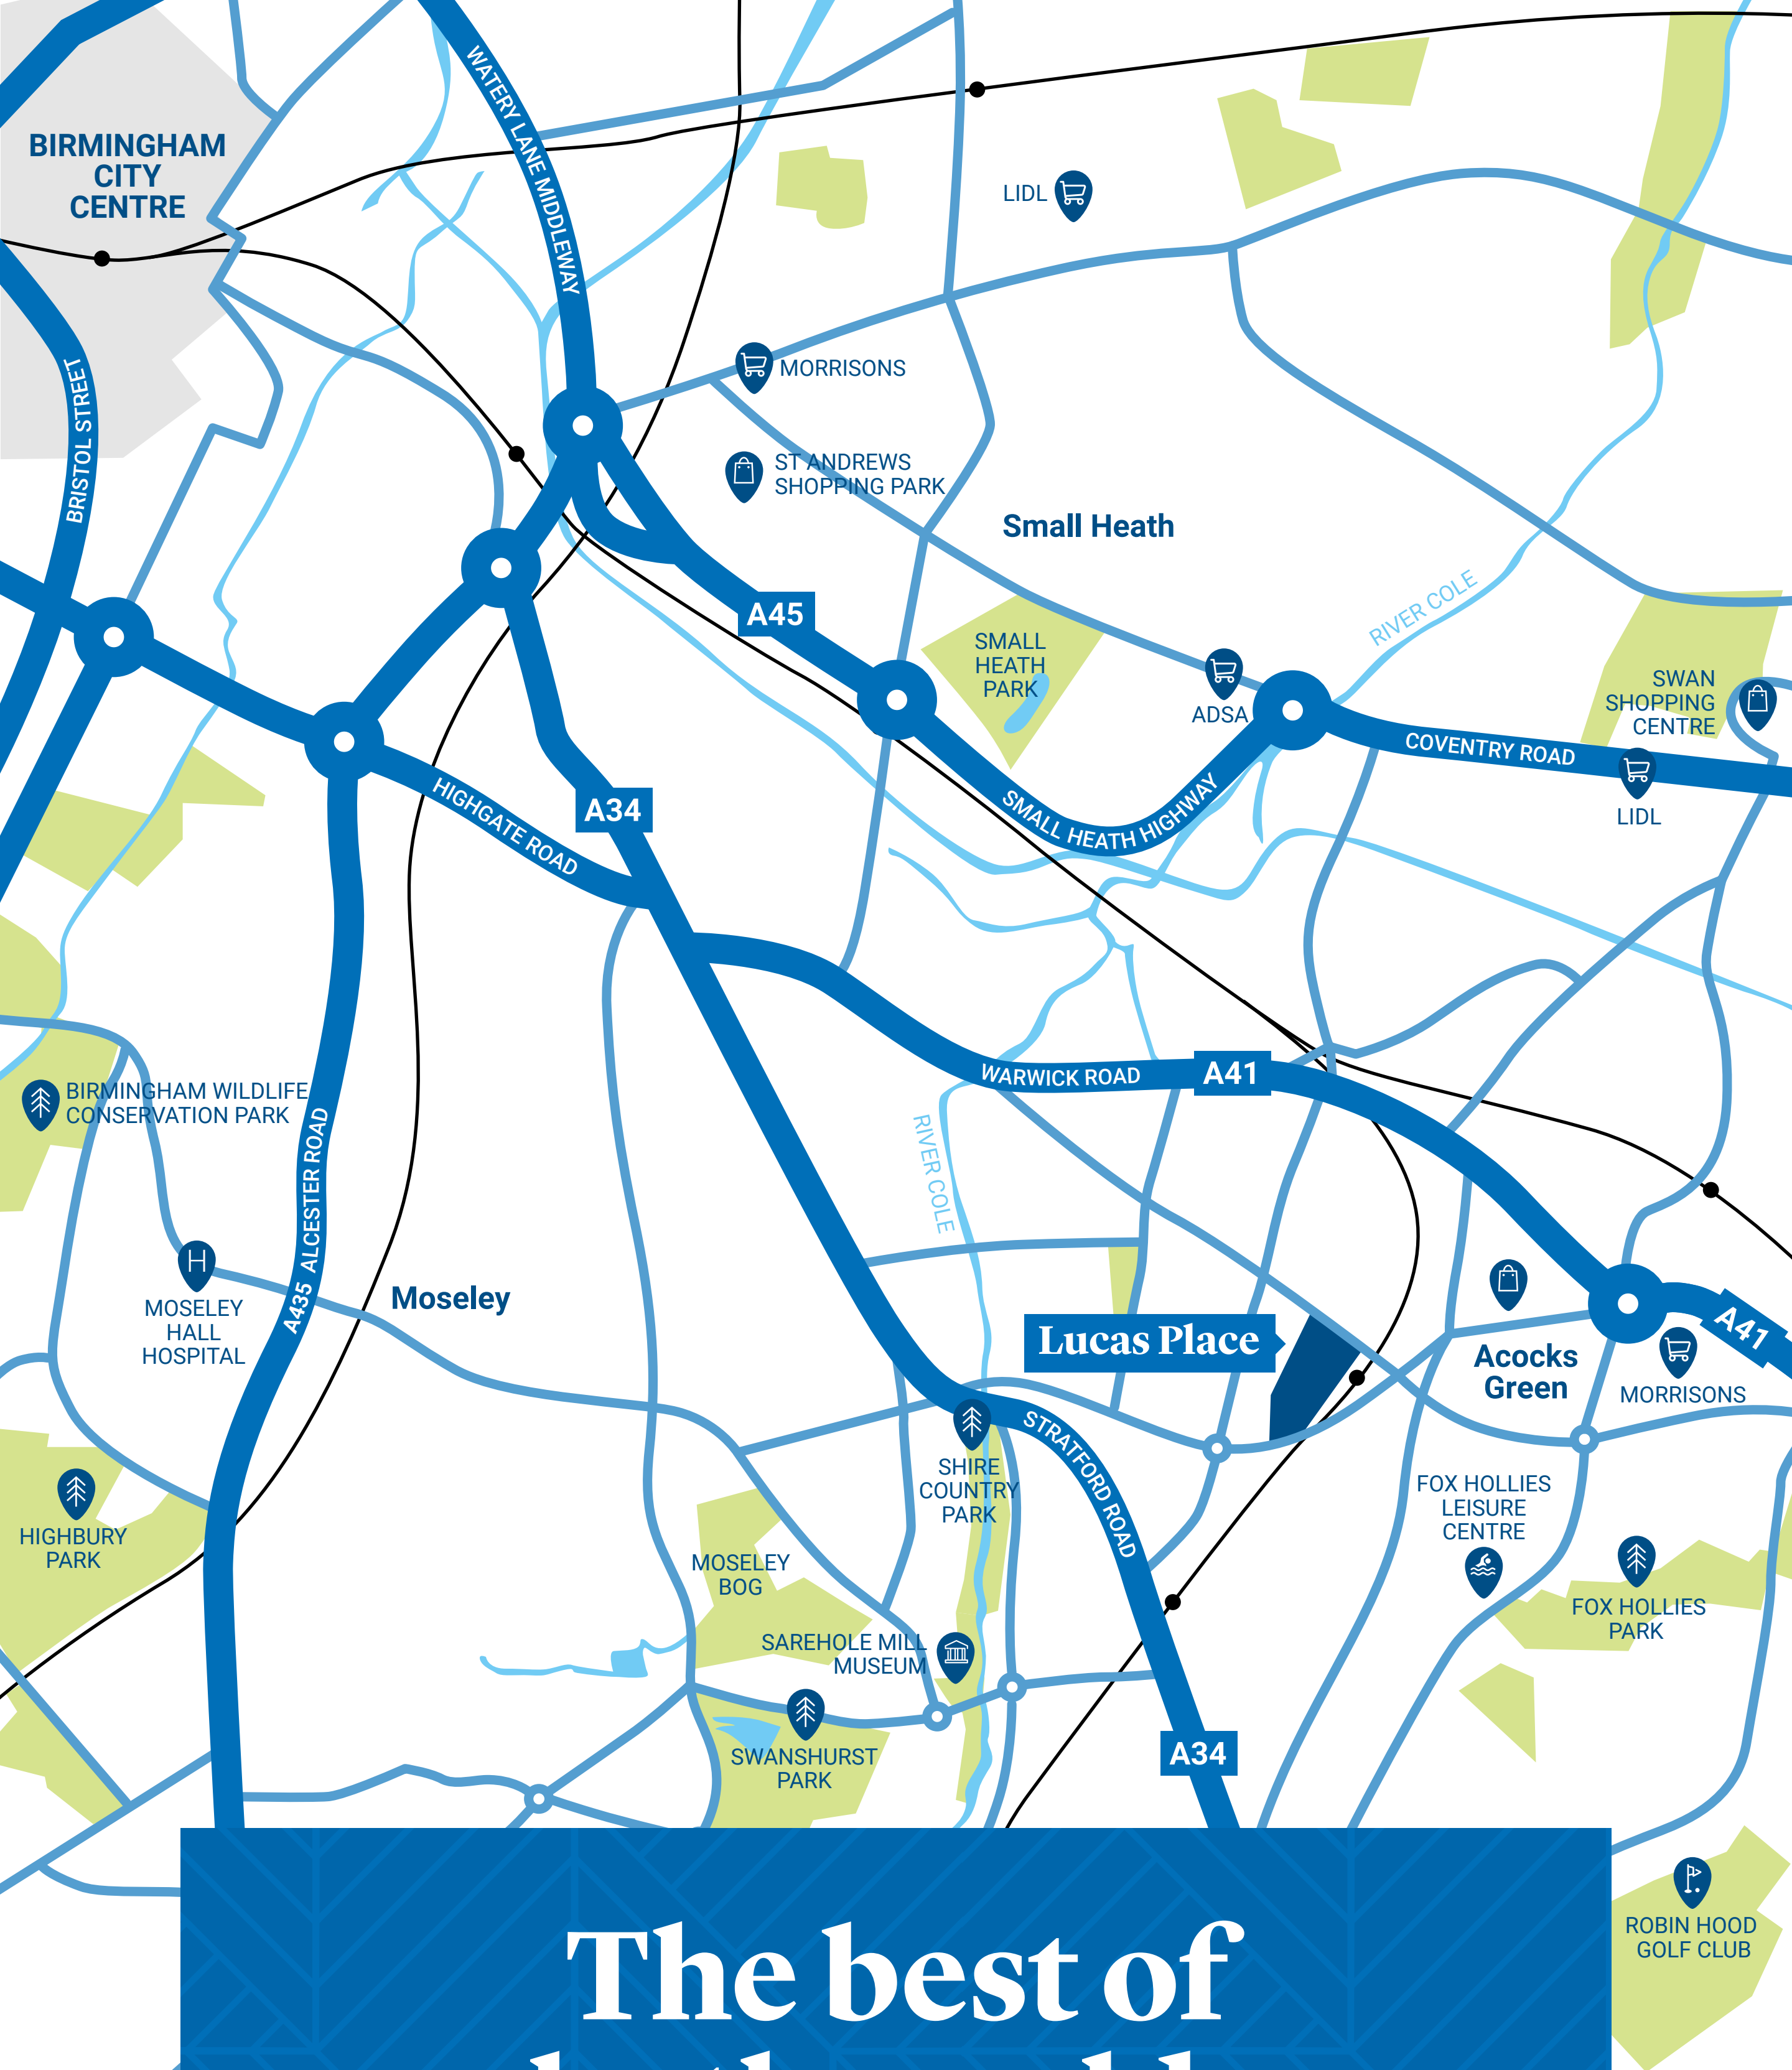 WATERY LANE MIDDLEWAY
BIRMINGHAM
CITY
CENTRE
LIDL
BRISTOL STREET
MORRISONS
ST ANDREWS
SHOPPING PARK
Small Heath
A45
RIVER COLE
SMALL
HEATH
PARK
ADSA
SWAN
SHOPPING
CENTRE
COVENTRY ROAD
LIDL
SMALL HEATH HIGHWAY
A34
HIGHGATE ROAD
WARWICK ROAD
A41
BIRMINGHAM WILDLIFE
CONSERVATION PARK
RIVER COLE
A435 ALCESTER ROAD
MOSELEY
HALL
HOSPITAL
Moseley
Lucas Place
A41
Acocks
Green
MORRISONS
STRATFORD ROAD
SHIRE
COUNTRY
PARK
FOX HOLLIES
LEISURE
CENTRE
HIGHBURY
PARK
MOSELEY
BOG
FOX HOLLIES
PARK
SAREHOLE MILL
MUSEUM
SWANSHURST
PARK
A34
ROBIN HOOD
GOLF CLUB
The best of